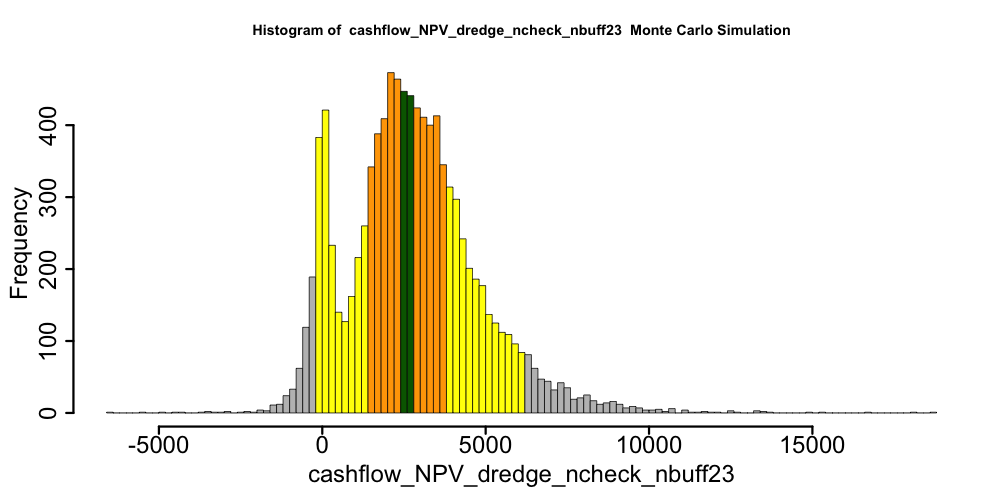 Histogram of  cashflow_NPV_dredge_ncheck_nbuff23  Monte Carlo Simulation
Frequency
400
300
200
100
0
-5000 0 5000 10000 15000
cashflow_NPV_dredge_ncheck_nbuff23